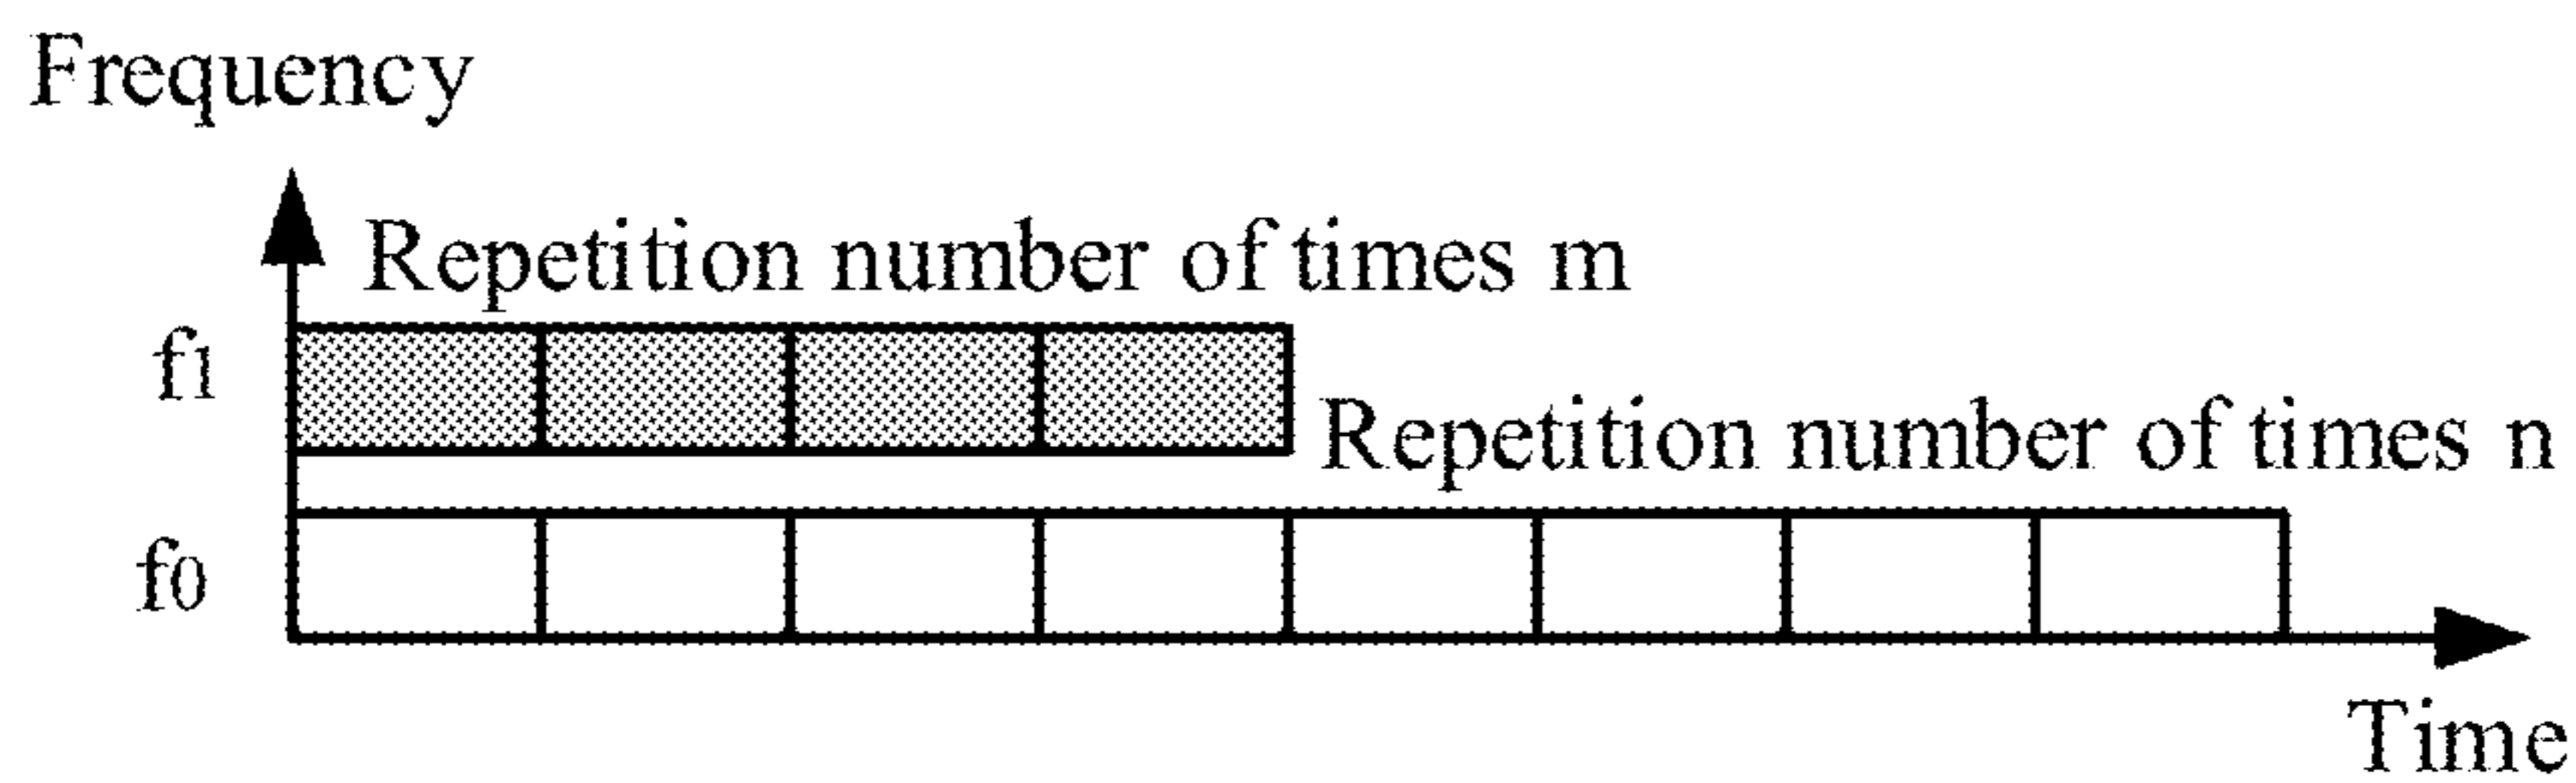 Frequency
Repetition number of times m
f1
Repetition number of times n
f0
Time